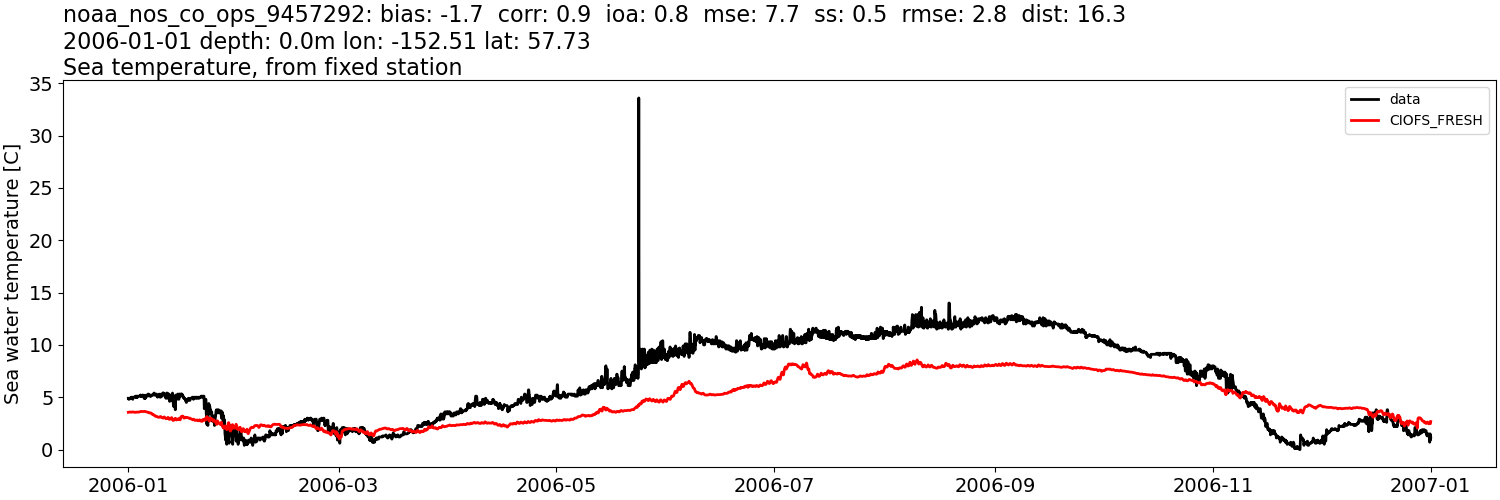 noaa_nos_co_ops_9457292: bias: -1.7  corr: 0.9  ioa: 0.8  mse: 7.7  ss: 0.5  rmse: 2.8  dist: 16.3
2006-01-01 depth: 0.0m lon: -152.51 lat: 57.73
Sea temperature, from fixed station
Sea water temperature [C]
35
30
25
20
15
10
5
0
data
CIOFS_FRESH
2006-01 2006-03 2006-05 2006-07 2006-09 2006-11 2007-01